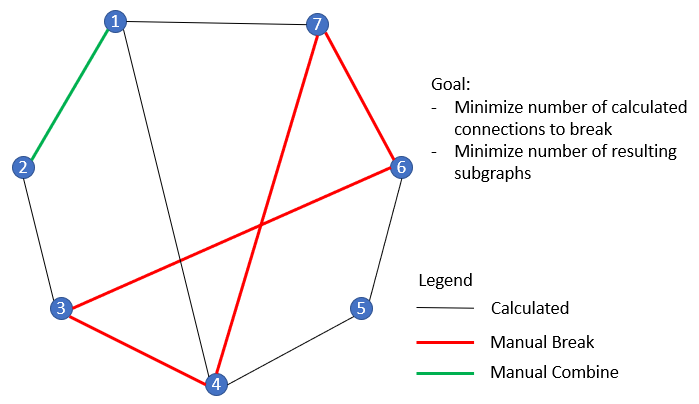 1
7
Goal:
- Minimize number of calculated
connections to break
- Minimize number of resulting
subgraphs
2
6
Legend
3
5
Calculated
Manual Break
4
Manual Combine